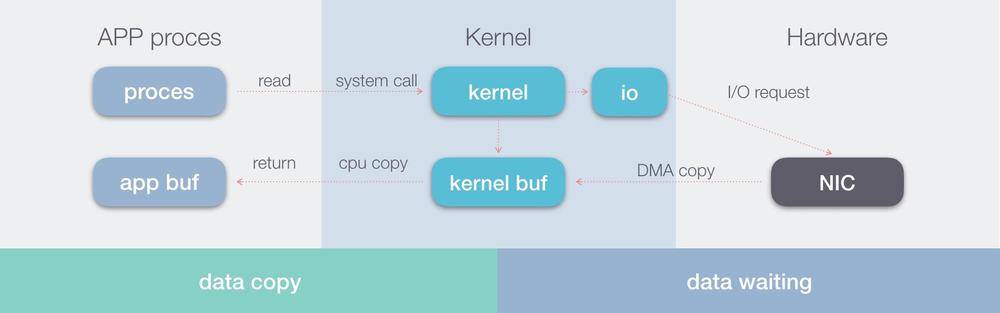 APP proces
Kernel
Hardware
proces
read
system call
kernel
io
I/O request
app buf
return
cpu copy
kernel buf
DMA copy
NIC
data copy
data waiting